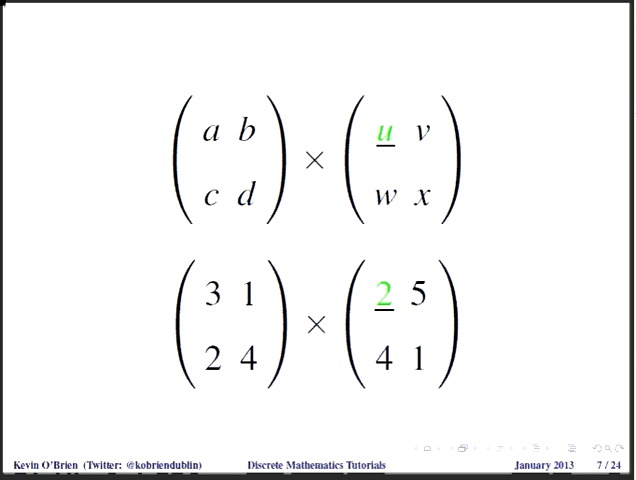 a b × u v
c d w x
3 1 × 2 5
2 4 4 1
Kevin O'Brien (Twitter: @kobriendublin) Discrete Mathematics Tutorials January 2013 7 / 24